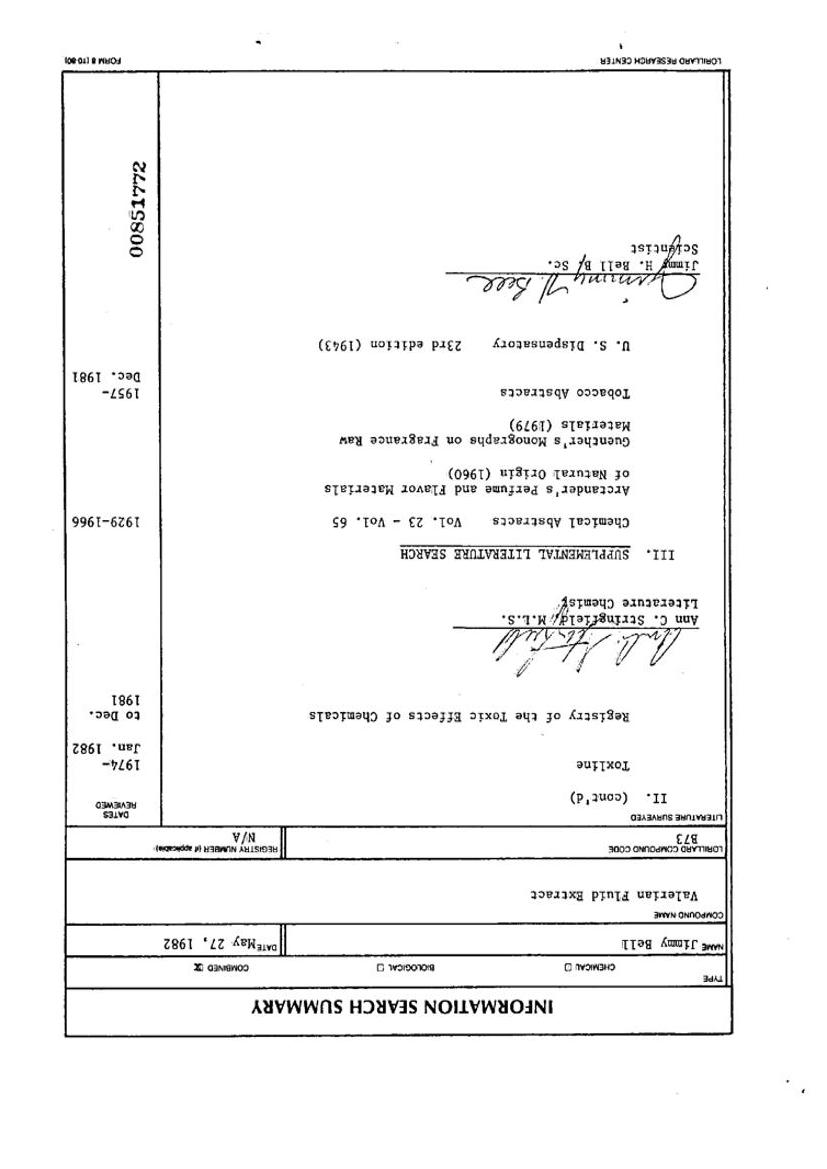 INFORMATION SEARCH SUMMARY
TYPE
CHEMICAL ☐ BIOLOGICAL ☐ COMBINED ☒
NAME Jimmy Bell DATE May 27, 1982
COMPOUND NAME
Valerian Fluid Extract
LORILLARD COMPOUND CODE REGISTRY NUMBER (if applicable)
B73 N/A
LITERATURE SURVEYED DATES REVIEWED
II. (cont'd)
Toxline 1974-
Jan. 1982
Registry of the Toxic Effects of Chemicals to Dec.
1981
Ann C. Stringfield M.L.S.
Literature Chemist
III. SUPPLEMENTAL LITERATURE SEARCH
Chemical Abstracts Vol. 23 - Vol. 65 1929-1966
Arctander's Perfume and Flavor Materials
of Natural Origin (1960)
Guenther's Monographs on Fragrance Raw
Materials (1979)
Tobacco Abstracts 1957-
Dec. 1981
U. S. Dispensatory 23rd edition (1943)
Jimmy H. Bell
Jimmy H. Bell B. Sc.
Scientist
00851772
LORILLARD RESEARCH CENTER FORM 8 (10-80)